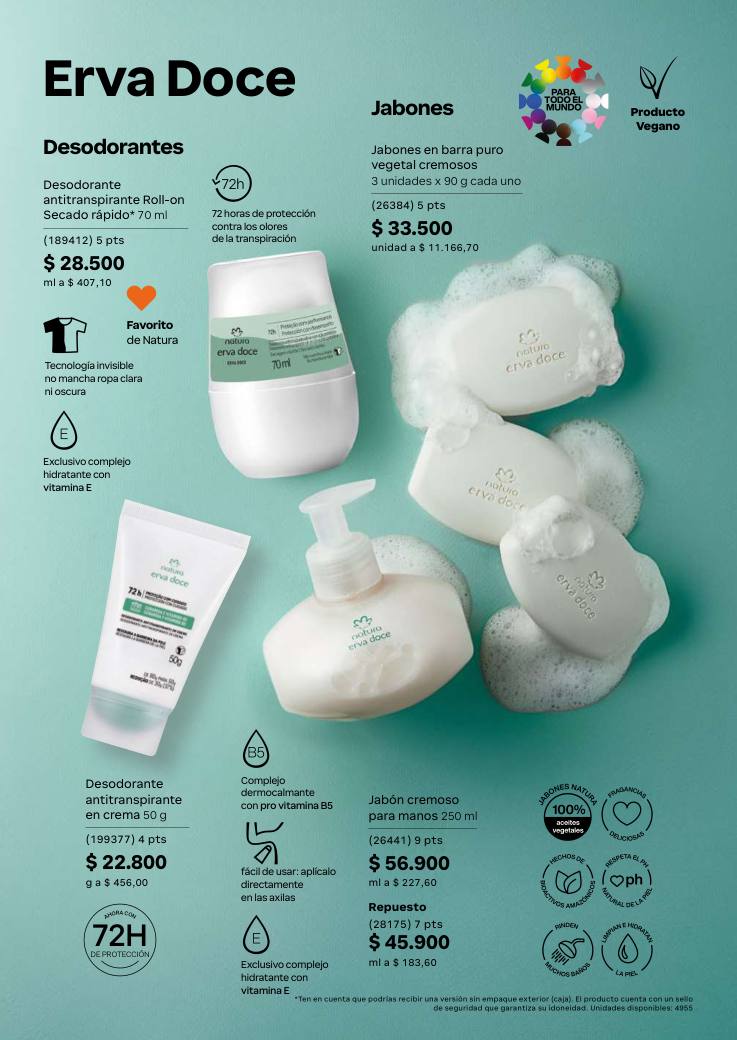 Erva Doce
Desodorantes
Desodorante
antitranspirante Roll-on
Secado rápido* 70 ml
(189412) 5 pts
$ 28.500
ml a $ 407,10
Favorito
de Natura
Tecnología invisible
no mancha ropa clara
ni oscura
E
Exclusivo complejo
hidratante con
vitamina E
72h
72 horas de protección
contra los olores
de la transpiración
Jabones
PARA
TODO EL
MUNDO
Producto
Vegano
Jabones en barra puro
vegetal cremosos
3 unidades x 90 g cada uno
(26384) 5 pts
$ 33.500
unidad a $ 11.166,70
natura
erva doce
72h
70 ml
natura
erva doce
natura
erva doce
natura
erva doce
natura
erva doce
72 h
50g
natura
erva doce
Desodorante
antitranspirante
en crema 50 g
(199377) 4 pts
$ 22.800
g a $ 456,00
AHORA CON
72H
DE PROTECCIÓN
B5
Complejo
dermocalmante
con pro vitamina B5
fácil de usar: aplícalo
directamente
en las axilas
E
Exclusivo complejo
hidratante con
vitamina E
Jabón cremoso
para manos 250 ml
(26441) 9 pts
$ 56.900
ml a $ 227,60
Repuesto
(28175) 7 pts
$ 45.900
ml a $ 183,60
JABONES NATURA
100%
aceites
vegetales
FRAGANCIAS
DELICIOSAS
HECHOS DE
BIOACTIVOS AMAZÓNICOS
RESPETA EL PH
ph
NATURAL DE LA PIEL
RINDEN
MUCHOS BAÑOS
LIMPIAN E HIDRATAN
LA PIEL
*Ten en cuenta que podrías recibir una versión sin empaque exterior (caja). El producto cuenta con un sello
de seguridad que garantiza su idoneidad. Unidades disponibles: 4955